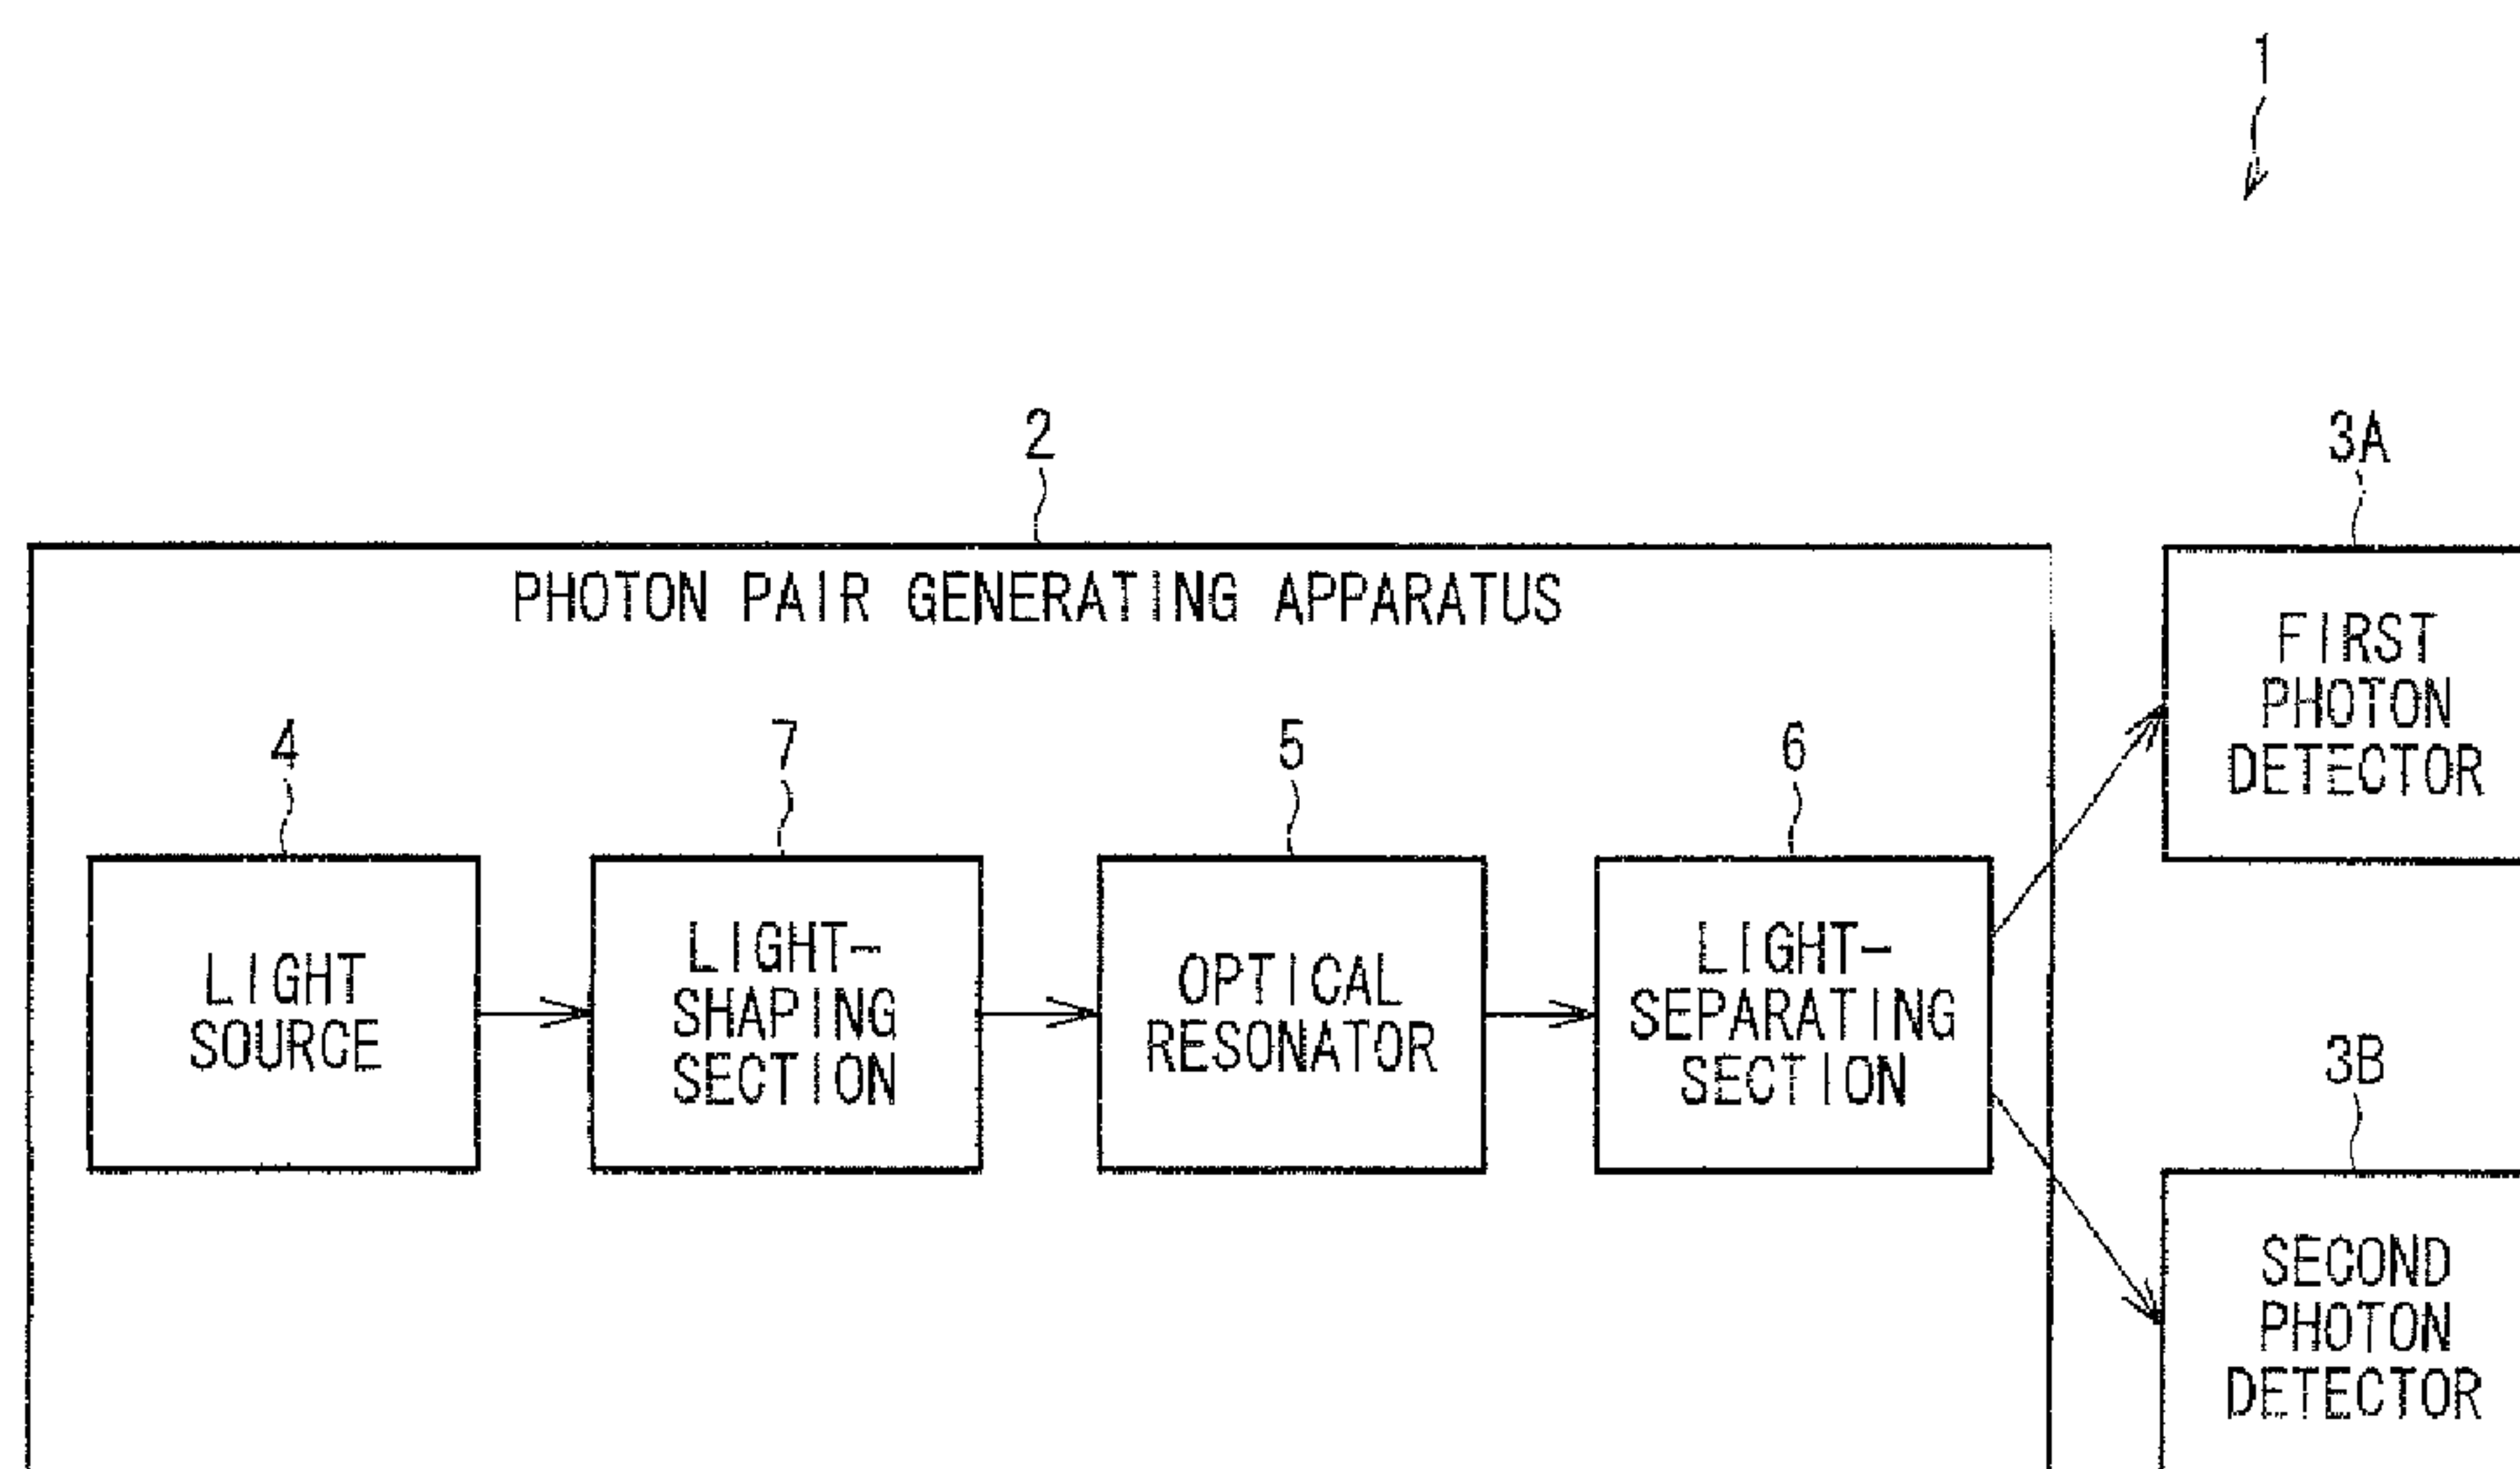 1
2
3A
PHOTON PAIR GENERATING APPARATUS
FIRST
PHOTON
DETECTOR
4
7
5
6
LIGHT
SOURCE
LIGHT-
SHAPING
SECTION
OPTICAL
RESONATOR
LIGHT-
SEPARATING
SECTION
3B
SECOND
PHOTON
DETECTOR